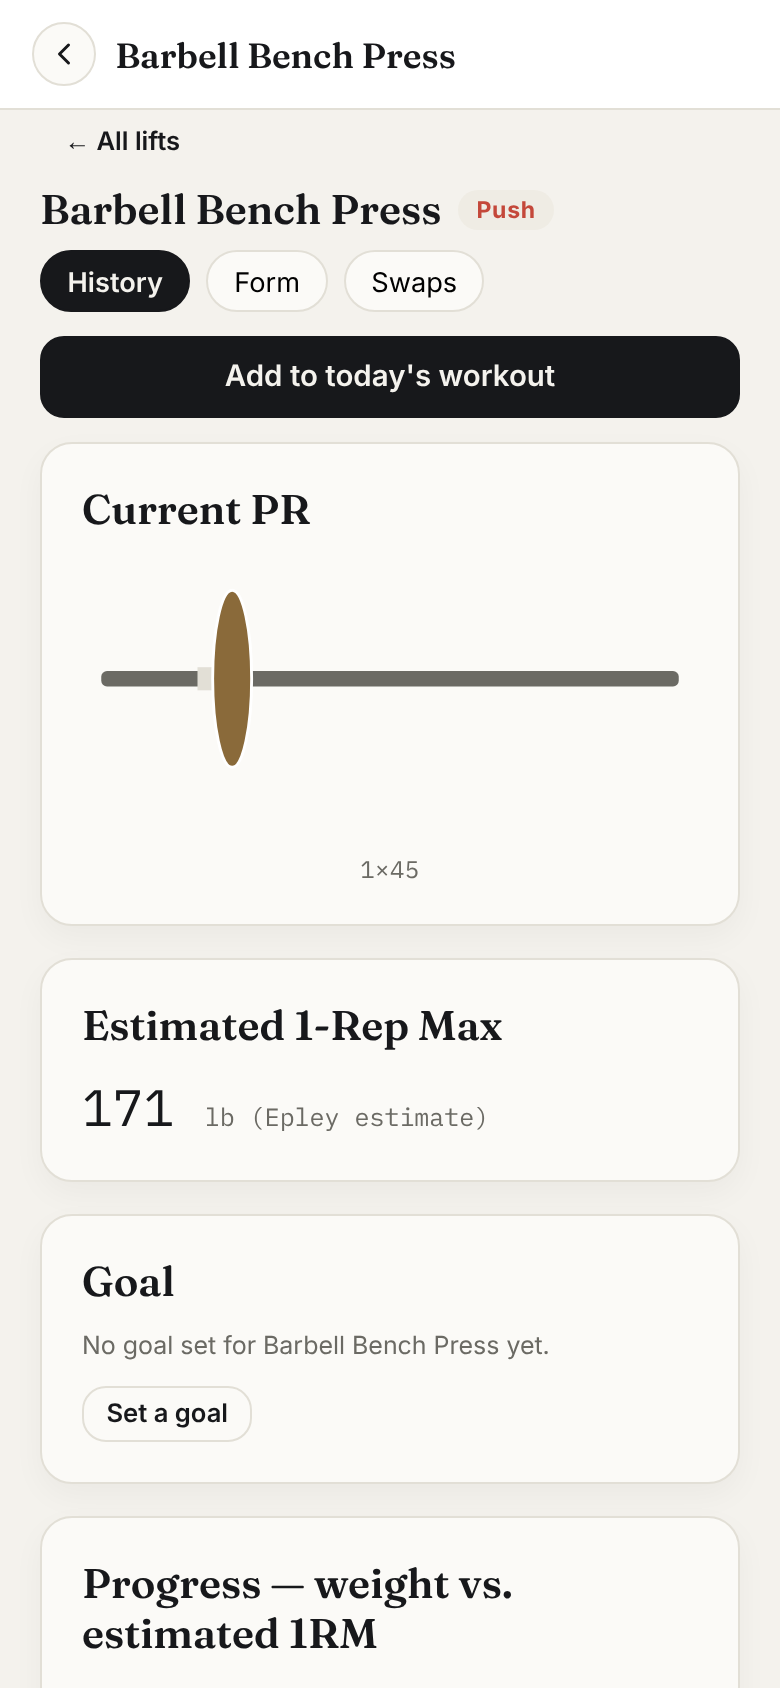 Barbell Bench Press
← All lifts
Barbell Bench Press Push
History Form Swaps
Add to today's workout
Current PR
1×45
Estimated 1-Rep Max
171 lb (Epley estimate)
Goal
No goal set for Barbell Bench Press yet.
Set a goal
Progress — weight vs.
estimated 1RM